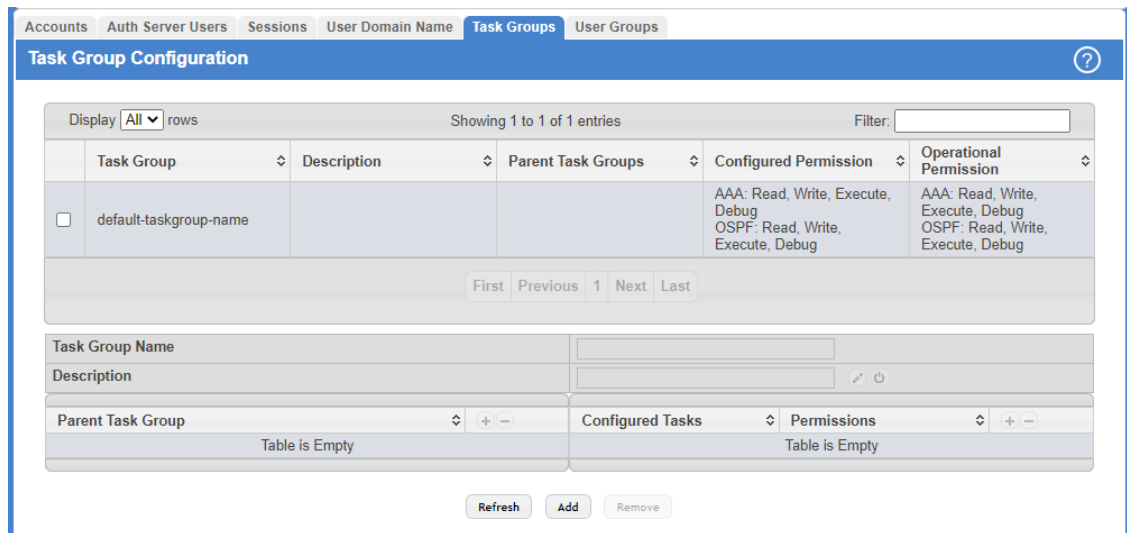 Accounts Auth Server Users Sessions User Domain Name Task Groups User Groups
Task Group Configuration ?
Display All rows Showing 1 to 1 of 1 entries Filter:
Task Group Description Parent Task Groups Configured Permission Operational Permission
default-taskgroup-name
AAA: Read, Write, Execute,
Debug
OSPF: Read, Write,
Execute, Debug
AAA: Read, Write,
Execute, Debug
OSPF: Read, Write,
Execute, Debug
First Previous 1 Next Last
Task Group Name
Description
Parent Task Group
Configured Tasks Permissions
Table is Empty
Table is Empty
Refresh Add Remove